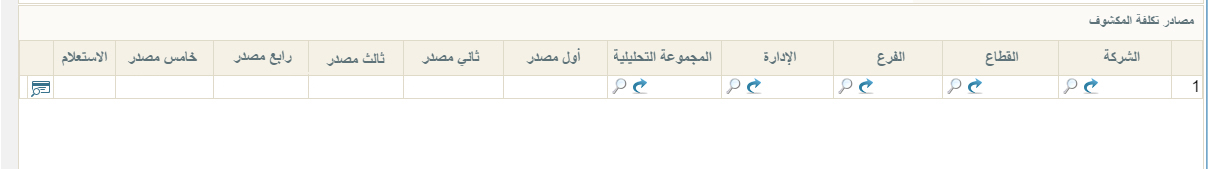 مصادر تكلفة المكشوف
الشركة القطاع الفرع الإدارة المجموعة التحليلية أول مصدر ثاني مصدر ثالث مصدر رابع مصدر خامس مصدر الاستعلام
1